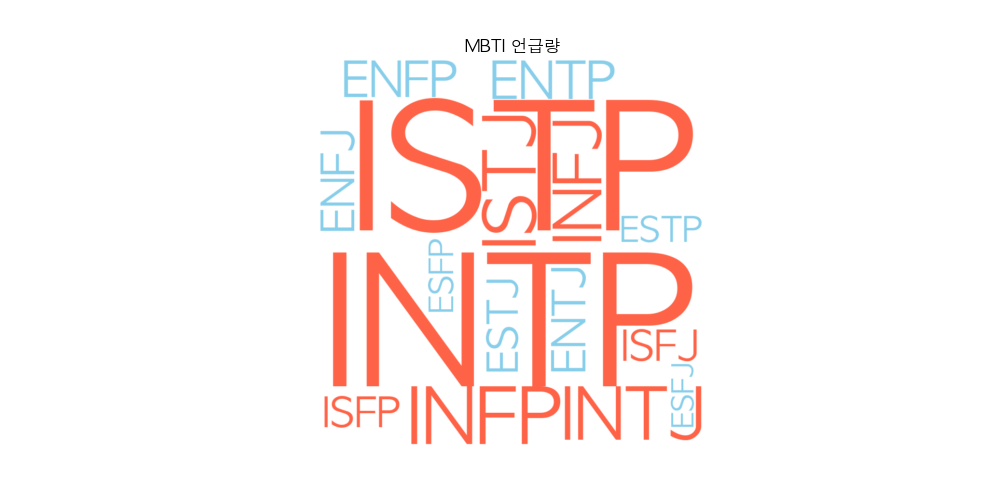 MBTI 언급량
ENFP ENTP
ISTP
ENFJ
ISTJ
INFJ
ESTP
INTP
ESFP
ESTJ
ENTJ
ISFJ
ISFP
INFP
INTJ
ESFJ